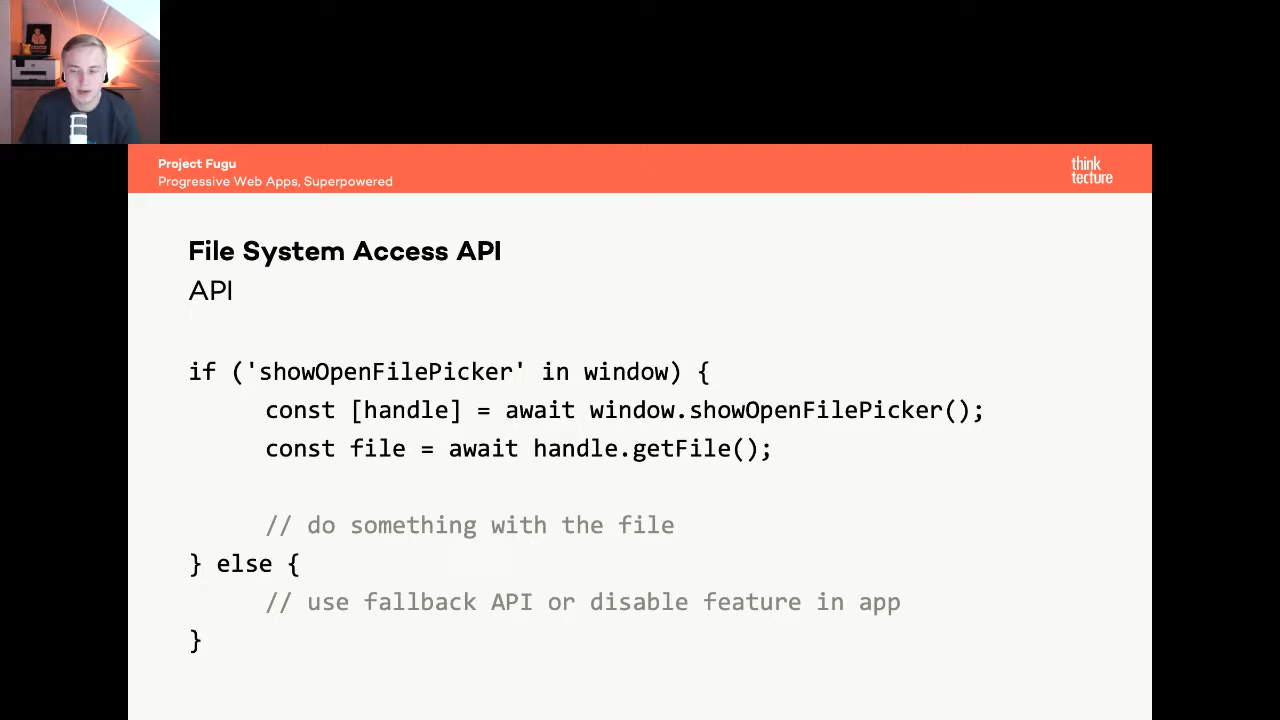 Project Fugu
Progressive Web Apps, Superpowered
think
tecture
File System Access API
API
if ('showOpenFilePicker' in window) {
const [handle] = await window.showOpenFilePicker();
const file = await handle.getFile();
// do something with the file
} else {
// use fallback API or disable feature in app
}